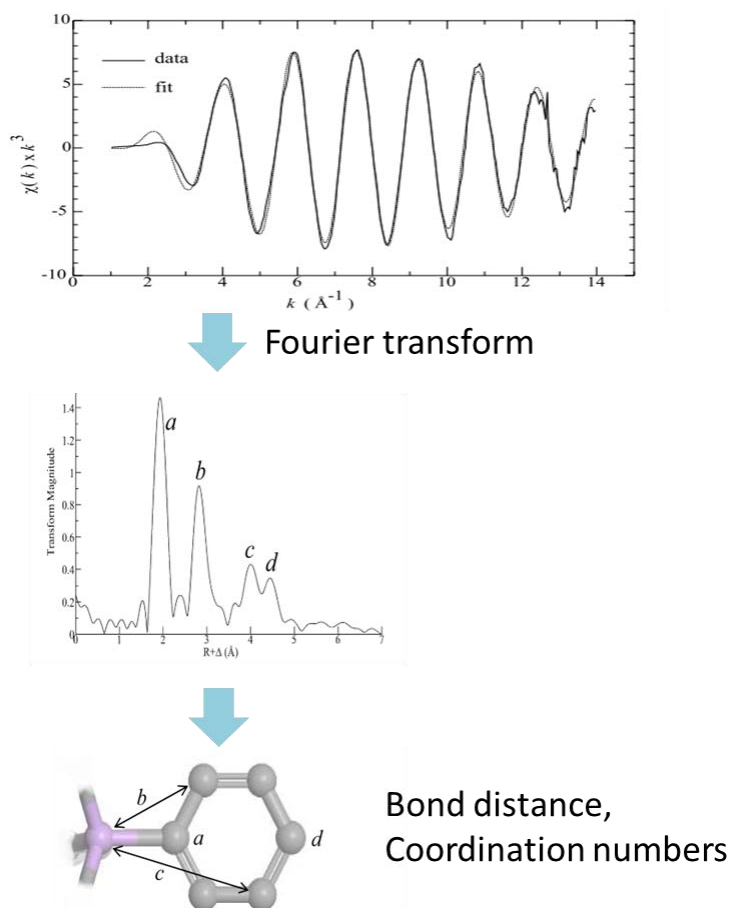 10
5
0
-5
-10
χ(k) x k³
data
fit
0 2 4 6 8 10 12 14
k ( Å⁻¹ )
Fourier transform
1.4
1.2
1
0.8
0.6
0.4
0.2
0
Transform Magnitude
a
b
c
d
0 1 2 3 4 5 6 7
R+Δ (Å)
b
a
d
c
Bond distance,
Coordination numbers